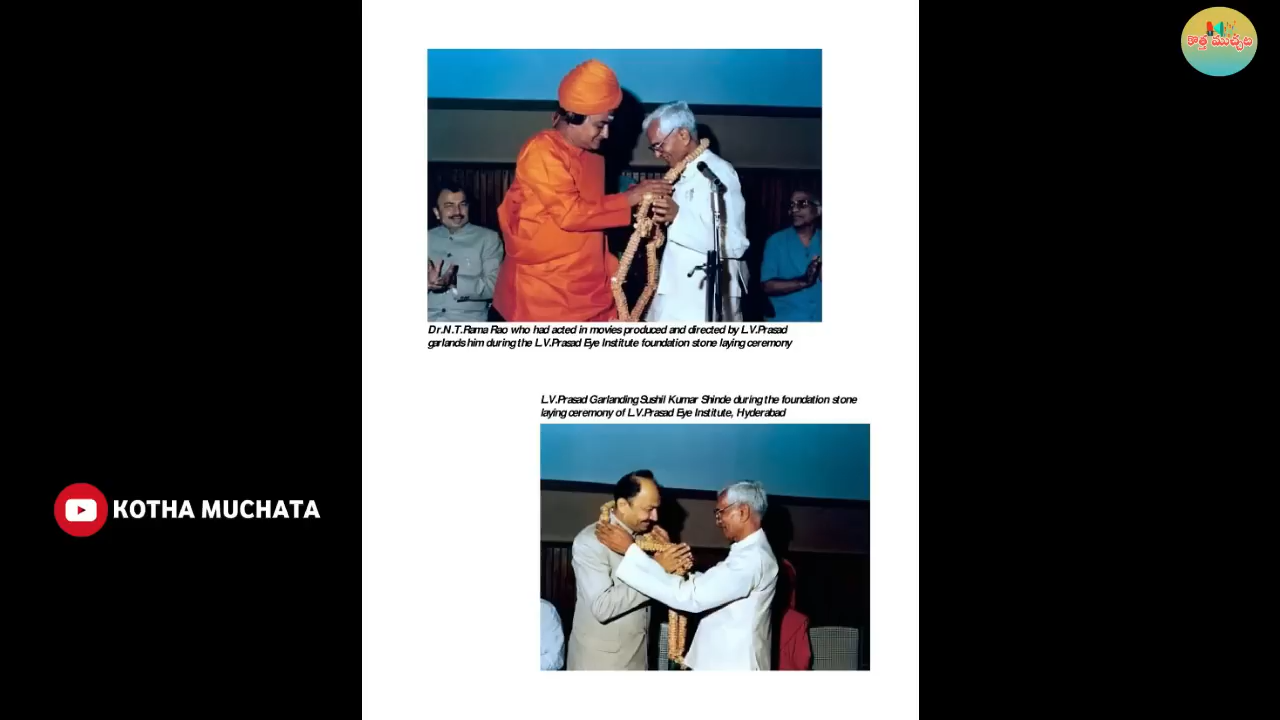 కొత్త ముచ్చట
Dr.N.T.Rama Rao who had acted in movies produced and directed by L.V.Prasad
garlands him during the L.V.Prasad Eye Institute foundation stone laying ceremony
L.V.Prasad Garlanding Sushil Kumar Shinde during the foundation stone
laying ceremony of L.V.Prasad Eye Institute, Hyderabad
KOTHA MUCHATA